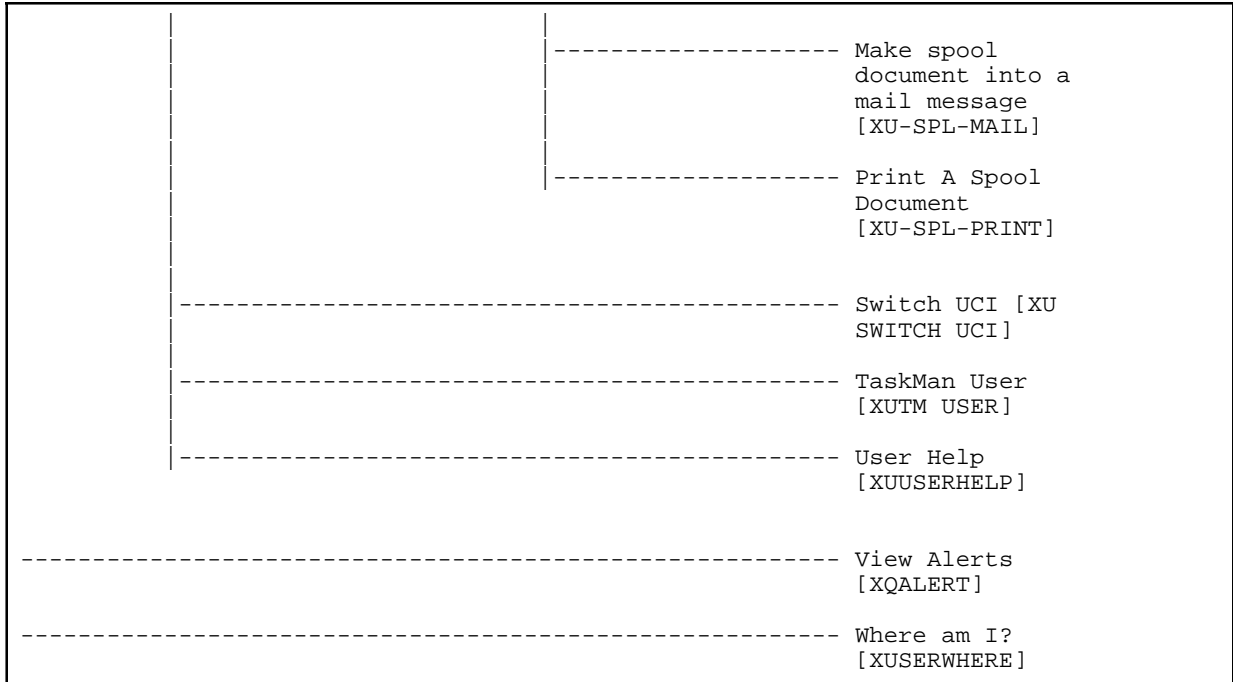 Make spool
document into a
mail message
[XU-SPL-MAIL]
Print A Spool
Document
[XU-SPL-PRINT]
Switch UCI [XU
SWITCH UCI]
TaskMan User
[XUTM USER]
User Help
[XUUSERHELP]
View Alerts
[XQALERT]
Where am I?
[XUSERWHERE]